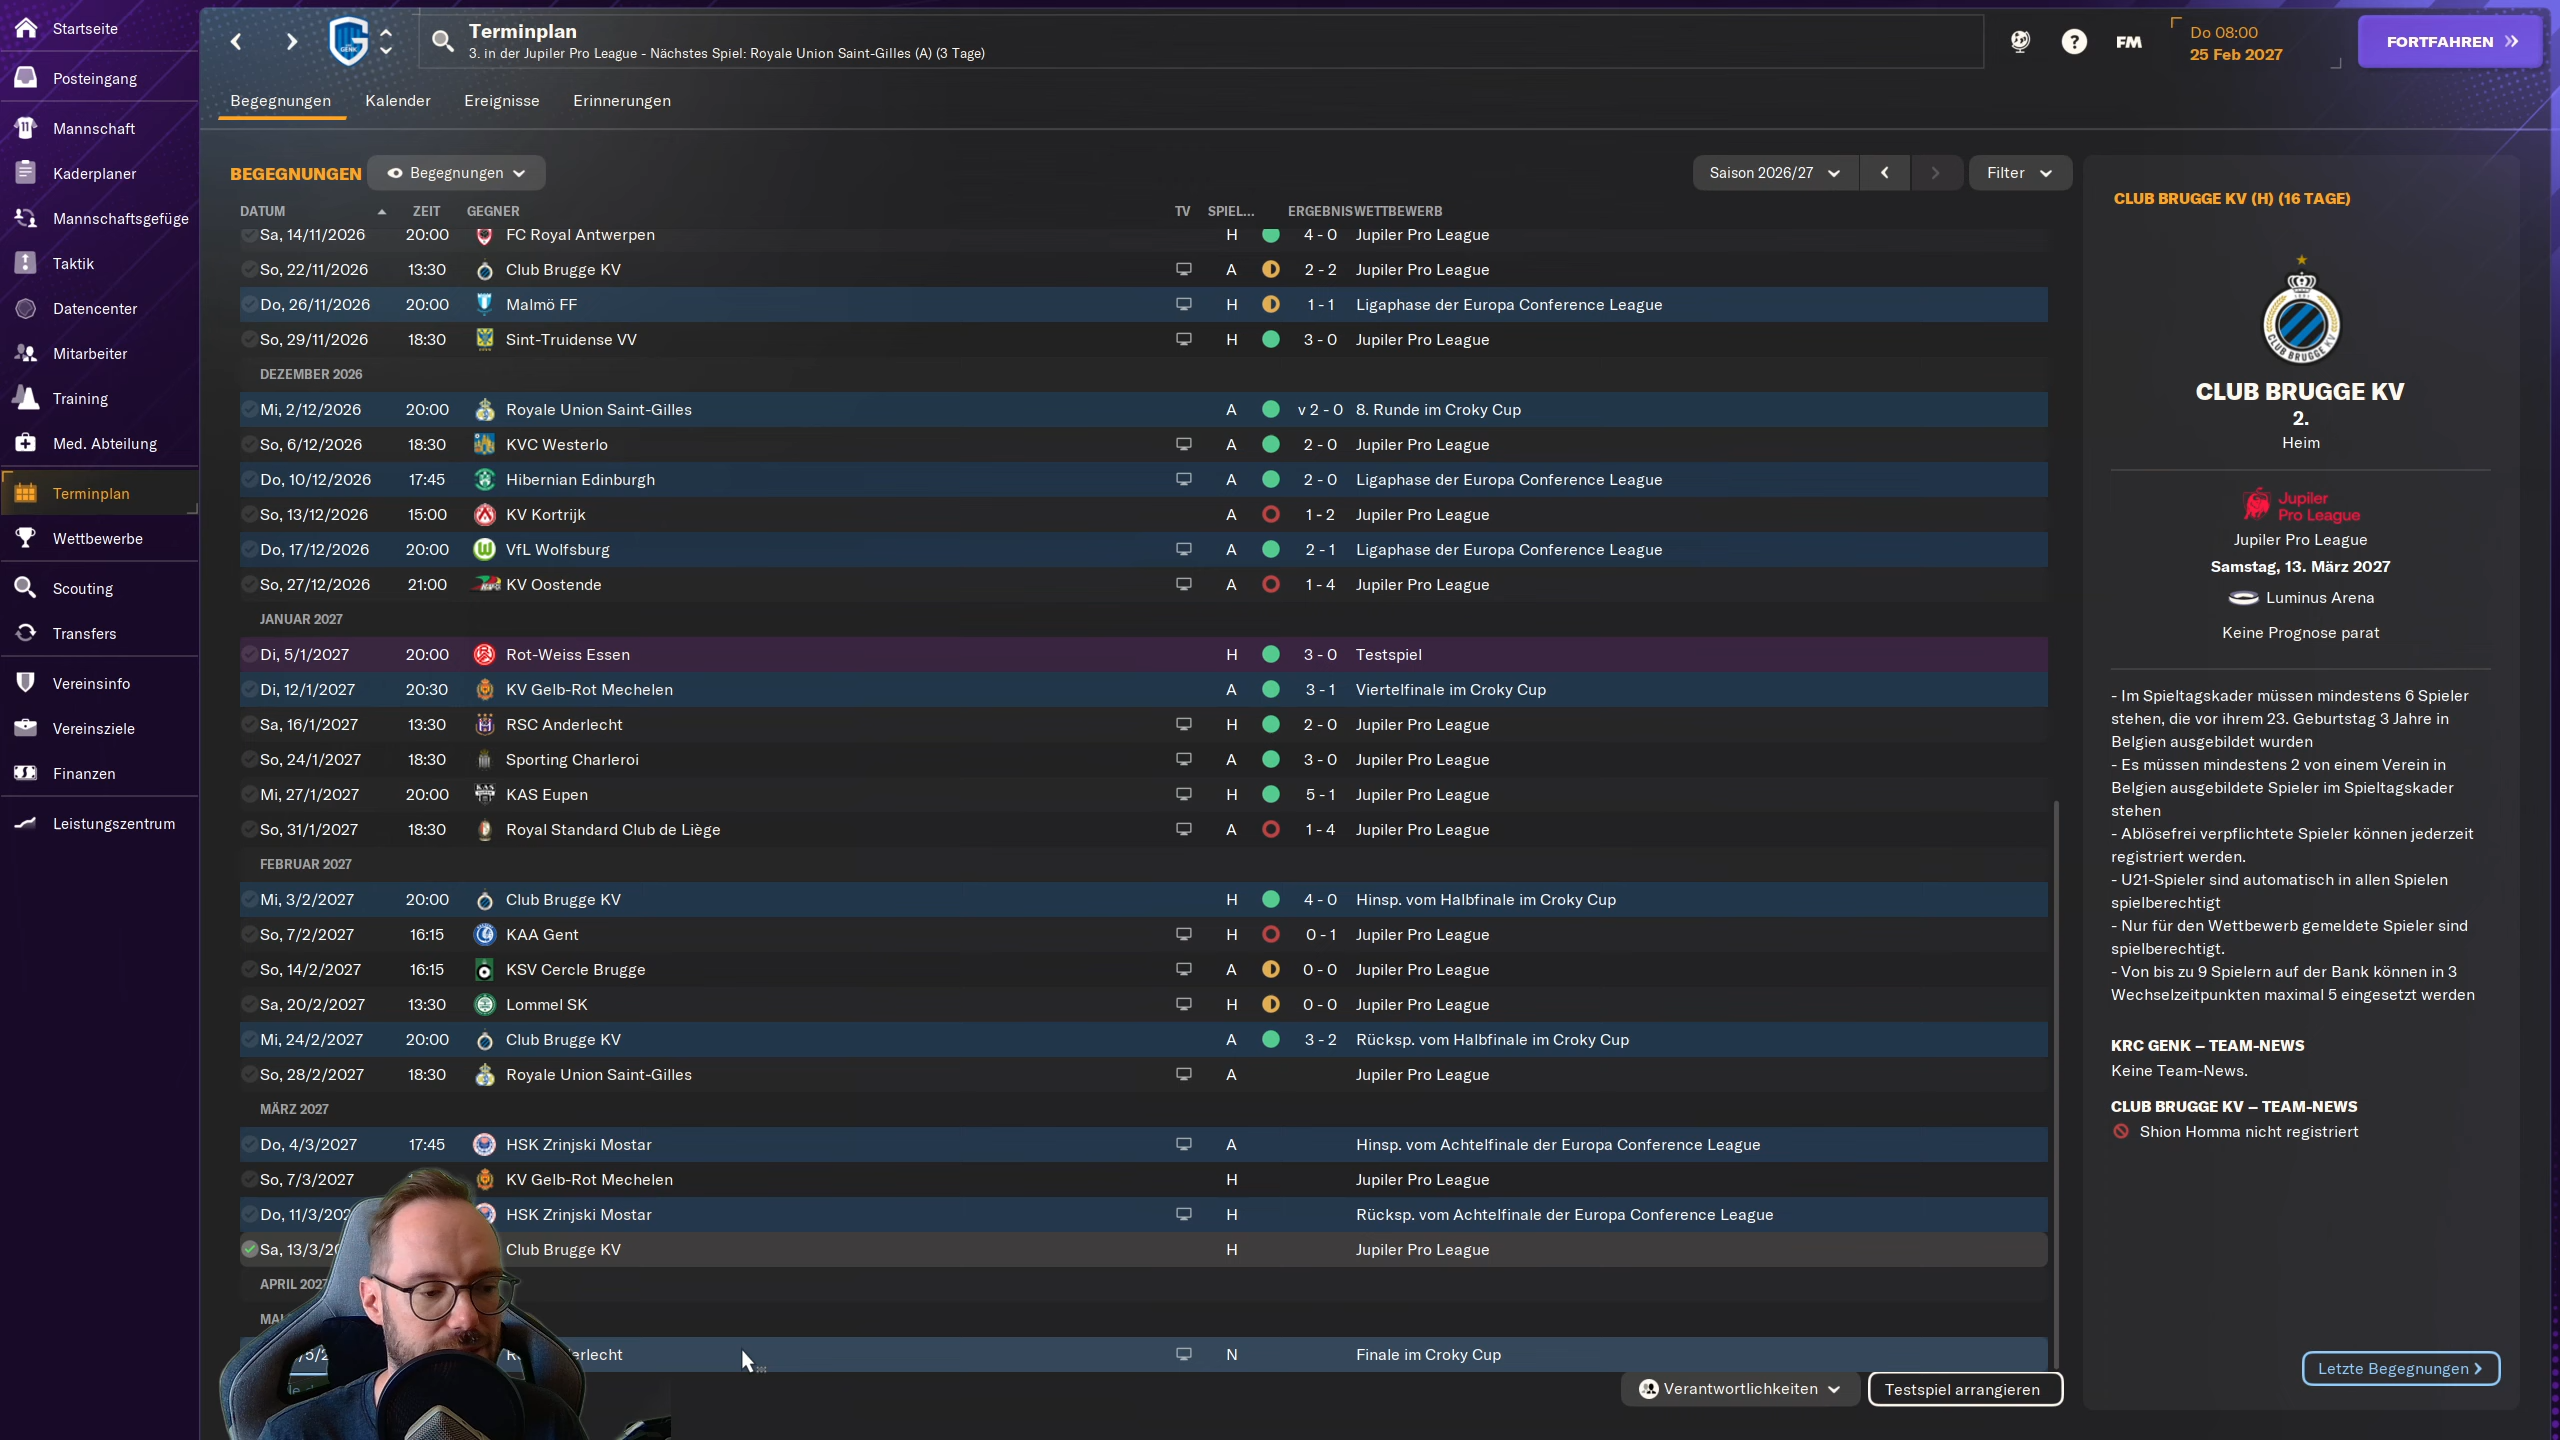 Startseite
Posteingang
Mannschaft
Kaderplaner
Mannschaftsgefüge
Taktik
Datencenter
Mitarbeiter
Training
Med. Abteilung
Terminplan
Wettbewerbe
Scouting
Transfers
Vereinsinfo
Vereinsziele
Finanzen
Leistungszentrum
Terminplan
3. in der Jupiler Pro League - Nächstes Spiel: Royale Union Saint-Gilles (A) (3 Tage)
FM
Do 08:00
25 Feb 2027
FORTFAHREN
Begegnungen Kalender Ereignisse Erinnerungen
BEGEGNUNGEN Begegnungen Saison 2026/27 Filter
DATUM ZEIT GEGNER TV SPIEL... ERGEBNIS WETTBEWERB
Sa, 14/11/2026 20:00 FC Royal Antwerpen H 4 - 0 Jupiler Pro League
So, 22/11/2026 13:30 Club Brugge KV A 2 - 2 Jupiler Pro League
Do, 26/11/2026 20:00 Malmö FF H 1 - 1 Ligaphase der Europa Conference League
So, 29/11/2026 18:30 Sint-Truidense VV H 3 - 0 Jupiler Pro League
DEZEMBER 2026
Mi, 2/12/2026 20:00 Royale Union Saint-Gilles A v 2 - 0 8. Runde im Croky Cup
So, 6/12/2026 18:30 KVC Westerlo A 2 - 0 Jupiler Pro League
Do, 10/12/2026 17:45 Hibernian Edinburgh A 2 - 0 Ligaphase der Europa Conference League
So, 13/12/2026 15:00 KV Kortrijk A 1 - 2 Jupiler Pro League
Do, 17/12/2026 20:00 VfL Wolfsburg A 2 - 1 Ligaphase der Europa Conference League
So, 27/12/2026 21:00 KV Oostende A 1 - 4 Jupiler Pro League
JANUAR 2027
Di, 5/1/2027 20:00 Rot-Weiss Essen H 3 - 0 Testspiel
Di, 12/1/2027 20:30 KV Gelb-Rot Mechelen A 3 - 1 Viertelfinale im Croky Cup
Sa, 16/1/2027 13:30 RSC Anderlecht H 2 - 0 Jupiler Pro League
So, 24/1/2027 18:30 Sporting Charleroi A 3 - 0 Jupiler Pro League
Mi, 27/1/2027 20:00 KAS Eupen H 5 - 1 Jupiler Pro League
So, 31/1/2027 18:30 Royal Standard Club de Liège A 1 - 4 Jupiler Pro League
FEBRUAR 2027
Mi, 3/2/2027 20:00 Club Brugge KV H 4 - 0 Hinsp. vom Halbfinale im Croky Cup
So, 7/2/2027 16:15 KAA Gent H 0 - 1 Jupiler Pro League
So, 14/2/2027 16:15 KSV Cercle Brugge A 0 - 0 Jupiler Pro League
Sa, 20/2/2027 13:30 Lommel SK H 0 - 0 Jupiler Pro League
Mi, 24/2/2027 20:00 Club Brugge KV A 3 - 2 Rücksp. vom Halbfinale im Croky Cup
So, 28/2/2027 18:30 Royale Union Saint-Gilles A Jupiler Pro League
MÄRZ 2027
Do, 4/3/2027 17:45 HSK Zrinjski Mostar A Hinsp. vom Achtelfinale der Europa Conference League
So, 7/3/2027 KV Gelb-Rot Mechelen H Jupiler Pro League
Do, 11/3/202 HSK Zrinjski Mostar H Rücksp. vom Achtelfinale der Europa Conference League
Sa, 13/3/20 Club Brugge KV H Jupiler Pro League
APRIL 2027
MAI
5/2 erlecht N Finale im Croky Cup
Verantwortlichkeiten Testspiel arrangieren
CLUB BRUGGE KV (H) (16 TAGE)
CLUB BRUGGE KV
CLUB BRUGGE KV
2.
Heim
Jupiler
Pro League
Jupiler Pro League
Samstag, 13. März 2027
Luminus Arena
Keine Prognose parat
- Im Spieltagskader müssen mindestens 6 Spieler
stehen, die vor ihrem 23. Geburtstag 3 Jahre in
Belgien ausgebildet wurden
- Es müssen mindestens 2 von einem Verein in
Belgien ausgebildete Spieler im Spieltagskader
stehen
- Ablösefrei verpflichtete Spieler können jederzeit
registriert werden.
- U21-Spieler sind automatisch in allen Spielen
spielberechtigt
- Nur für den Wettbewerb gemeldete Spieler sind
spielberechtigt.
- Von bis zu 9 Spielern auf der Bank können in 3
Wechselzeitpunkten maximal 5 eingesetzt werden
KRC GENK – TEAM-NEWS
Keine Team-News.
CLUB BRUGGE KV – TEAM-NEWS
Shion Homma nicht registriert
Letzte Begegnungen